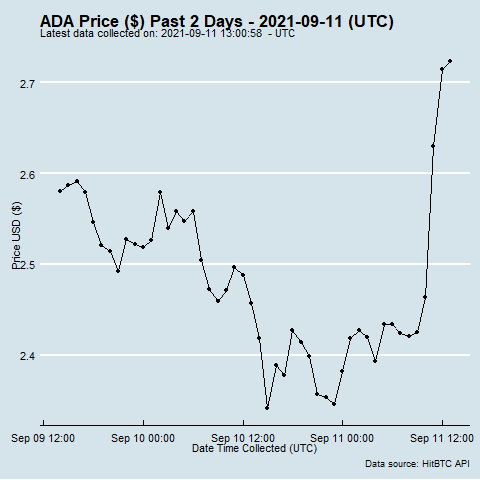 ADA Price ($) Past 2 Days - 2021-09-11 (UTC)
Latest data collected on: 2021-09-11 13:00:58 - UTC
2.7
2.6
2.5
2.4
Price USD ($)
Sep 09 12:00 Sep 10 00:00 Sep 10 12:00 Sep 11 00:00 Sep 11 12:00
Date Time Collected (UTC)
Data source: HitBTC API